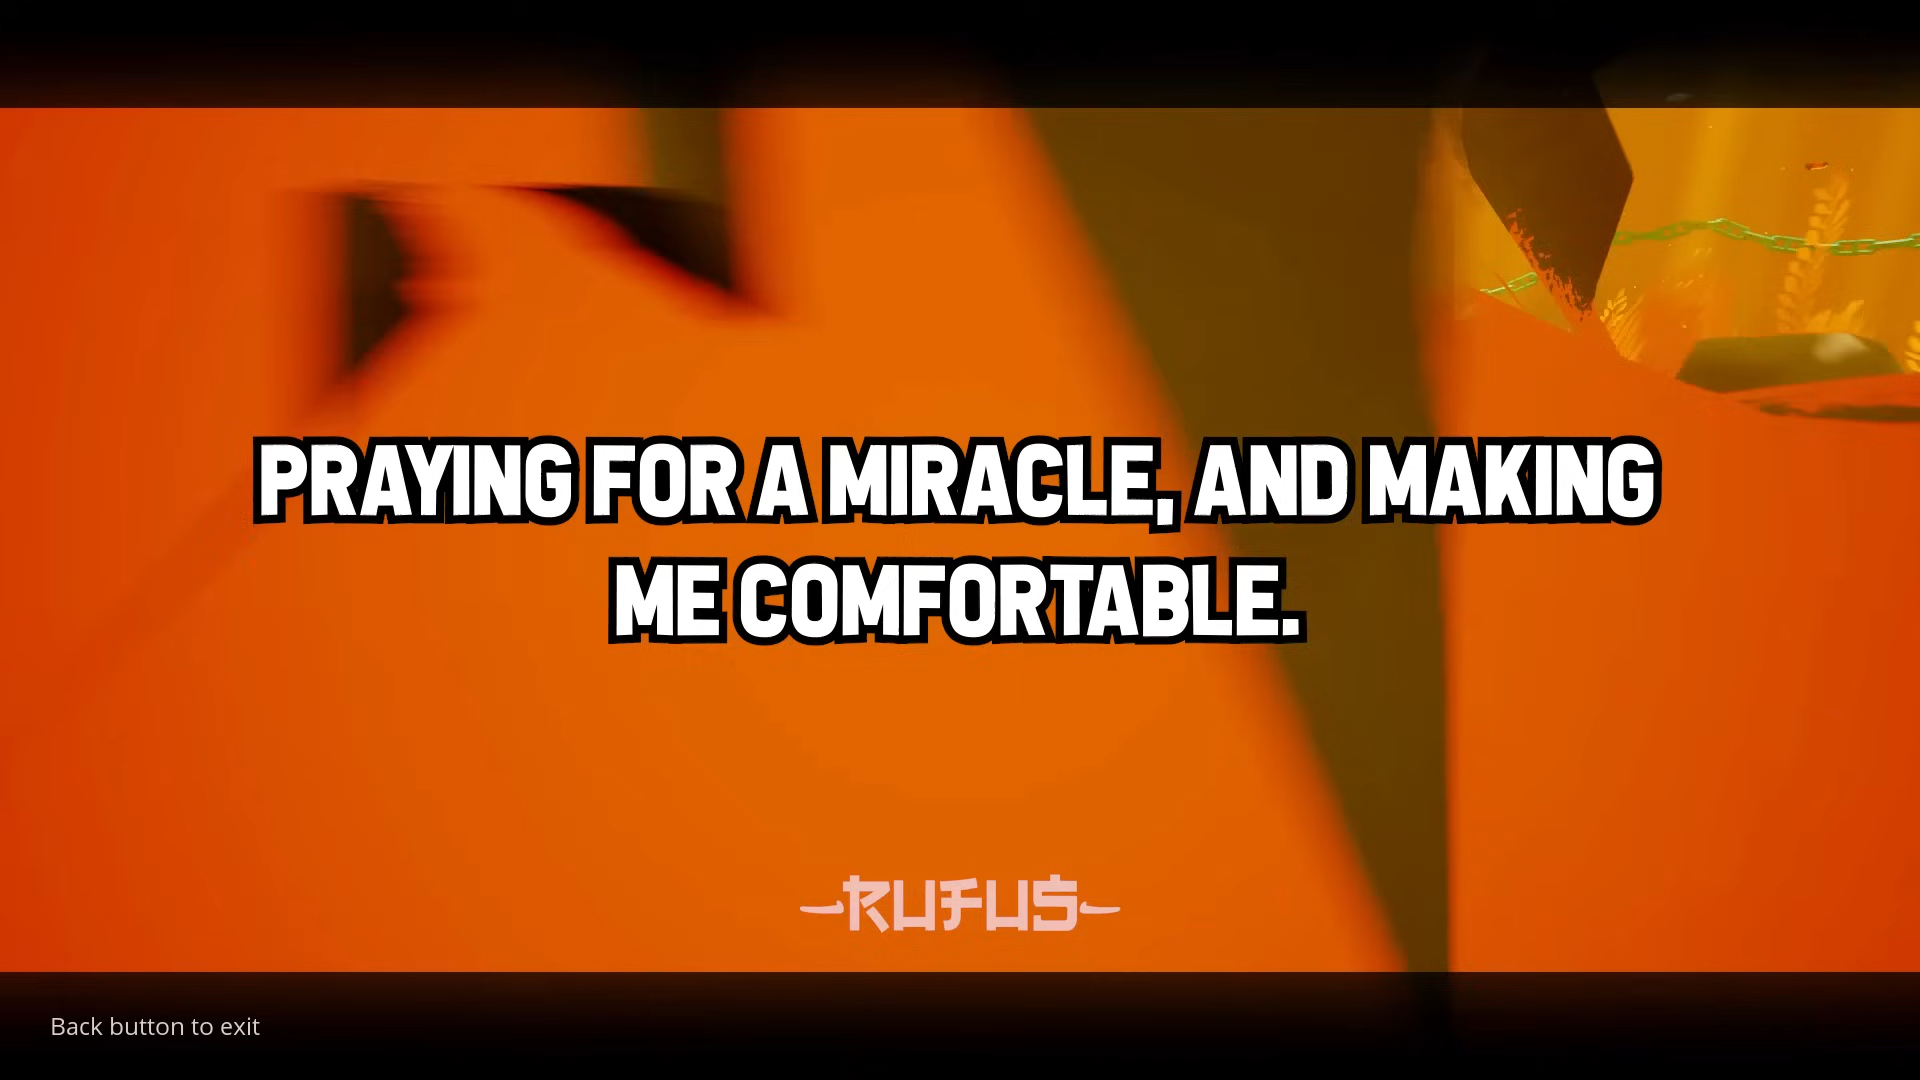 PRAYING FOR A MIRACLE, AND MAKING
ME COMFORTABLE.
RUFUS
Back button to exit